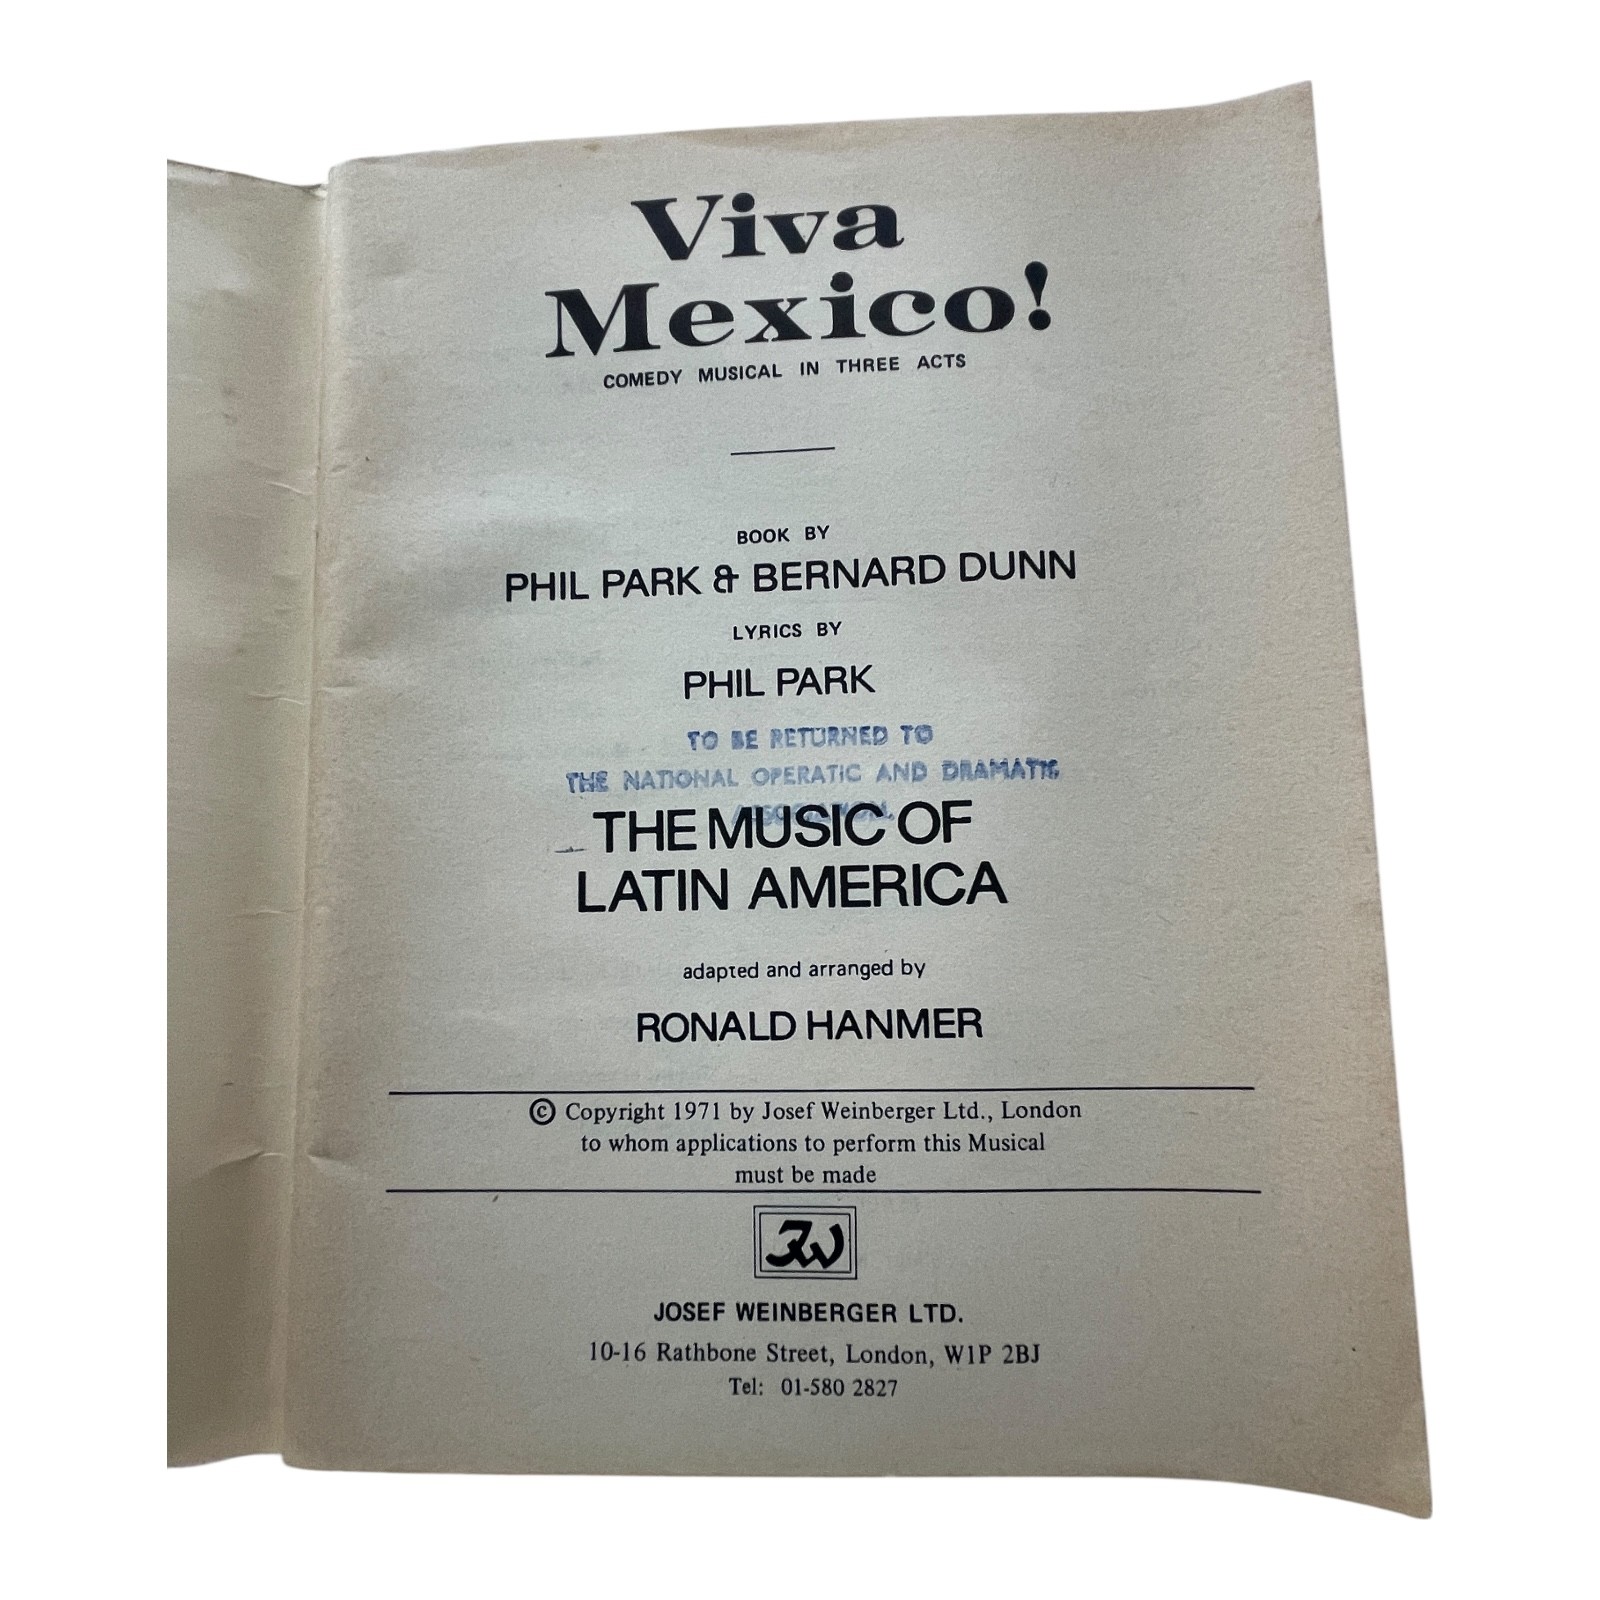 Viva
Mexico!
COMEDY MUSICAL IN THREE ACTS
BOOK BY
PHIL PARK & BERNARD DUNN
LYRICS BY
PHIL PARK
TO BE RETURNED TO
THE NATIONAL OPERATIC AND DRAMATIC
ASSOCIATION.
THE MUSIC OF
LATIN AMERICA
adapted and arranged by
RONALD HANMER
© Copyright 1971 by Josef Weinberger Ltd., London
to whom applications to perform this Musical
must be made
JW
JOSEF WEINBERGER LTD.
10-16 Rathbone Street, London, W1P 2BJ
Tel: 01-580 2827